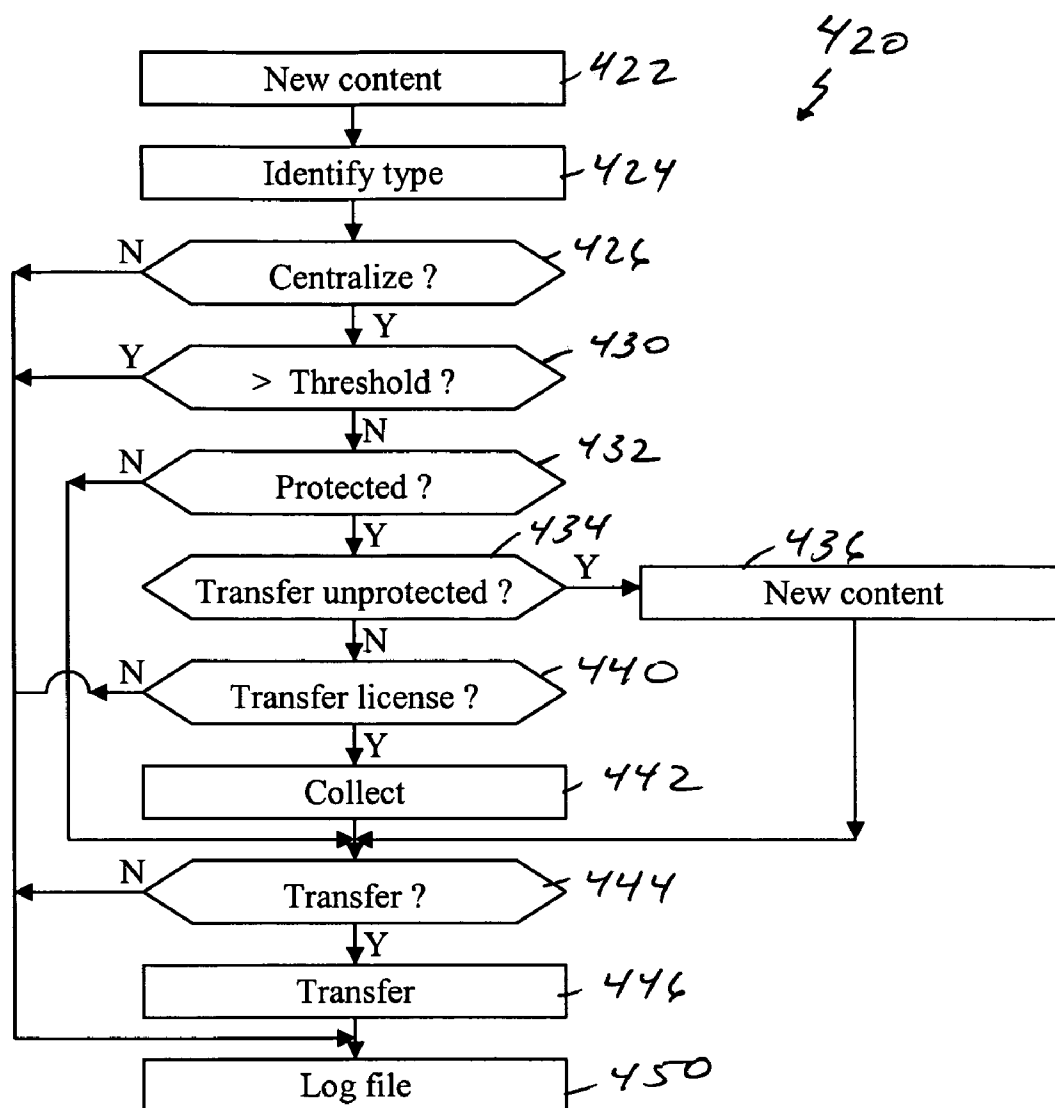 420
New content 422
Identify type 424
N Centralize ? 426
Y
Y > Threshold ? 430
N
N Protected ? 432
Y
Transfer unprotected ? 434 Y New content 436
N
N Transfer license ? 440
Y
Collect 442
N Transfer ? 444
Y
Transfer 446
Log file 450